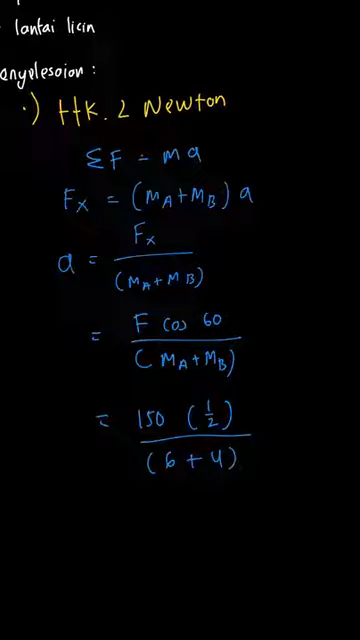 lantai licin
enyelesaian :
·) HK. 2 Newton
ΣF = m a
Fx = (mA + mB) a
a = Fx / (mA + mB)
= F cos 60 / (mA + mB)
= 150 (1/2) / (6 + 4)